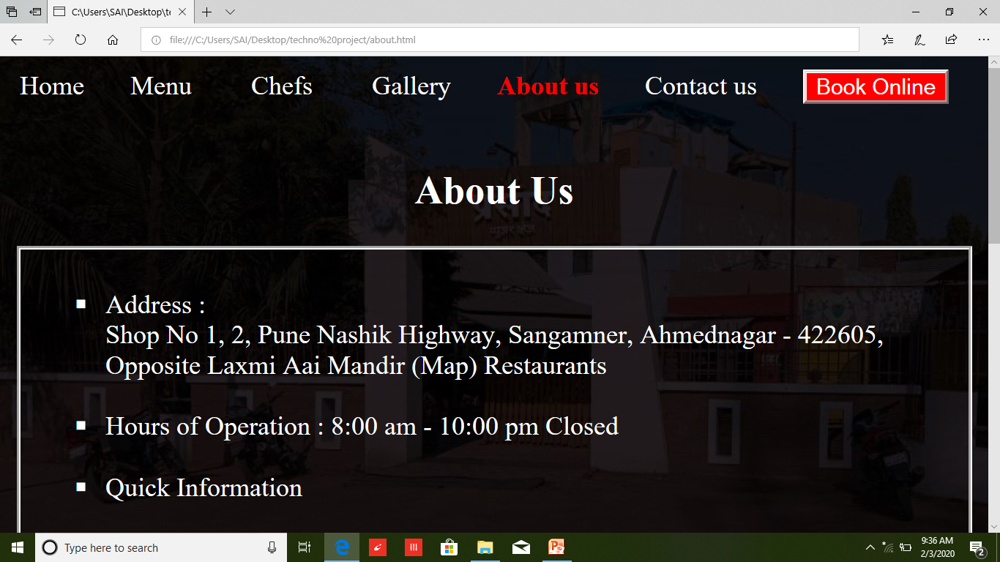 C:\Users\SAI\Desktop\te
file:///C:/Users/SAI/Desktop/techno%20project/about.html
Home Menu Chefs Gallery About us Contact us Book Online
About Us
Address :
Shop No 1, 2, Pune Nashik Highway, Sangamner, Ahmednagar - 422605,
Opposite Laxmi Aai Mandir (Map) Restaurants
Hours of Operation : 8:00 am - 10:00 pm Closed
Quick Information
Type here to search
9:36 AM
2/3/2020
2